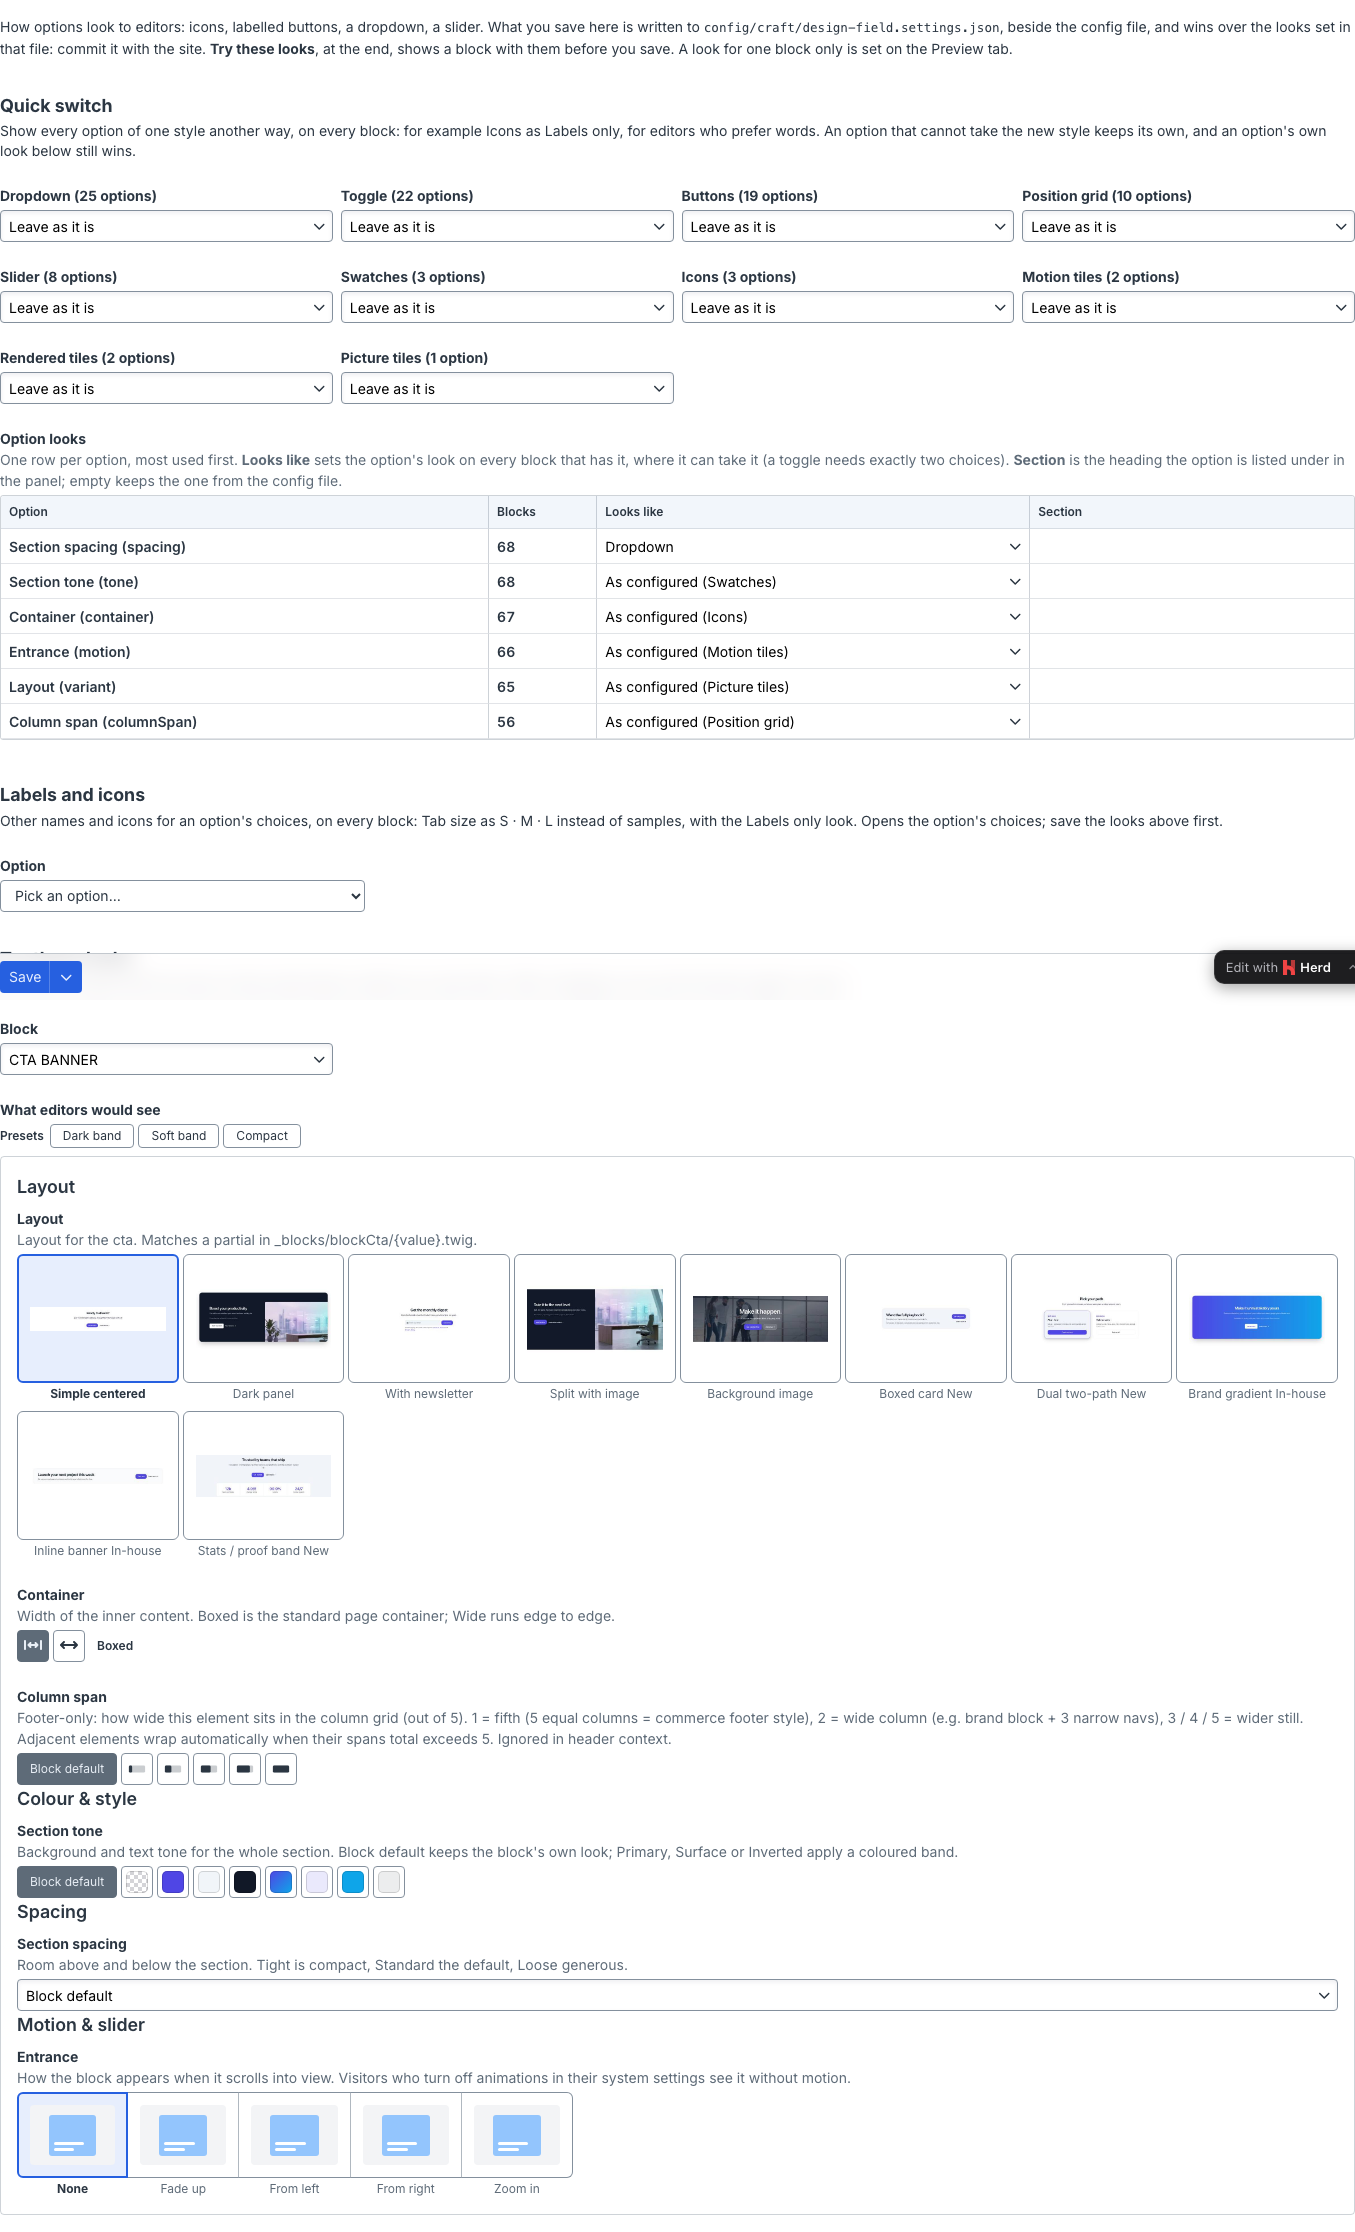 How options look to editors: icons, labelled buttons, a dropdown, a slider. What you save here is written to config/craft/design-field.settings.json, beside the config file, and wins over the looks set in
that file: commit it with the site. Try these looks, at the end, shows a block with them before you save. A look for one block only is set on the Preview tab.
Quick switch
Show every option of one style another way, on every block: for example Icons as Labels only, for editors who prefer words. An option that cannot take the new style keeps its own, and an option's own
look below still wins.
Dropdown (25 options) Toggle (22 options) Buttons (19 options) Position grid (10 options)
Leave as it is Leave as it is Leave as it is Leave as it is
Slider (8 options) Swatches (3 options) Icons (3 options) Motion tiles (2 options)
Leave as it is Leave as it is Leave as it is Leave as it is
Rendered tiles (2 options) Picture tiles (1 option)
Leave as it is Leave as it is
Option looks
One row per option, most used first. Looks like sets the option's look on every block that has it, where it can take it (a toggle needs exactly two choices). Section is the heading the option is listed under in
the panel; empty keeps the one from the config file.
Option Blocks Looks like Section
Section spacing (spacing) 68 Dropdown
Section tone (tone) 68 As configured (Swatches)
Container (container) 67 As configured (Icons)
Entrance (motion) 66 As configured (Motion tiles)
Layout (variant) 65 As configured (Picture tiles)
Column span (columnSpan) 56 As configured (Position grid)
Labels and icons
Other names and icons for an option's choices, on every block: Tab size as S · M · L instead of samples, with the Labels only look. Opens the option's choices; save the looks above first.
Option
Pick an option...
Save
Edit with Herd
Block
CTA BANNER
What editors would see
Presets Dark band Soft band Compact
Layout
Layout
Layout for the cta. Matches a partial in _blocks/blockCta/{value}.twig.
Make it happen
Simple centered Dark panel With newsletter Split with image Background image Boxed card New Dual two-path New Brand gradient In-house
Inline banner In-house Stats / proof band New
Container
Width of the inner content. Boxed is the standard page container; Wide runs edge to edge.
Boxed
Column span
Footer-only: how wide this element sits in the column grid (out of 5). 1 = fifth (5 equal columns = commerce footer style), 2 = wide column (e.g. brand block + 3 narrow navs), 3 / 4 / 5 = wider still.
Adjacent elements wrap automatically when their spans total exceeds 5. Ignored in header context.
Block default
Colour & style
Section tone
Background and text tone for the whole section. Block default keeps the block's own look; Primary, Surface or Inverted apply a coloured band.
Block default
Spacing
Section spacing
Room above and below the section. Tight is compact, Standard the default, Loose generous.
Block default
Motion & slider
Entrance
How the block appears when it scrolls into view. Visitors who turn off animations in their system settings see it without motion.
None Fade up From left From right Zoom in